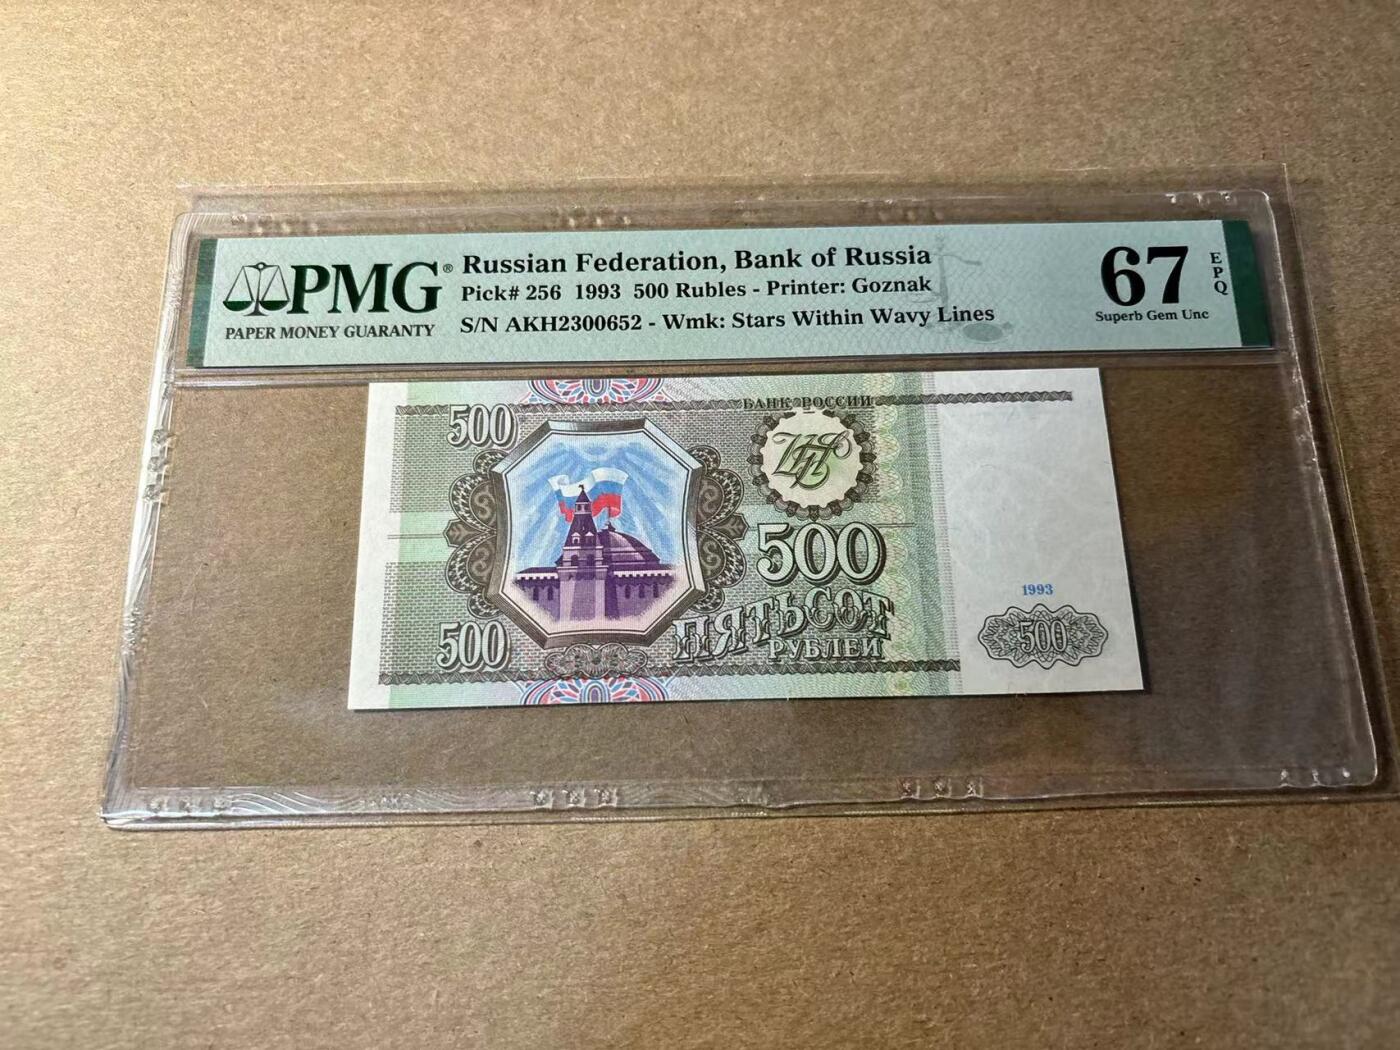 PMG®
PAPER MONEY GUARANTY
Russian Federation, Bank of Russia
Pick# 256 1993 500 Rubles - Printer: Goznak
S/N AKH2300652 - Wmk: Stars Within Wavy Lines
67
EPQ
Superb Gem Unc
БАНК РОССИИ
500
500
ПЯТЬСОТ
РУБЛЕЙ
500
1993
500